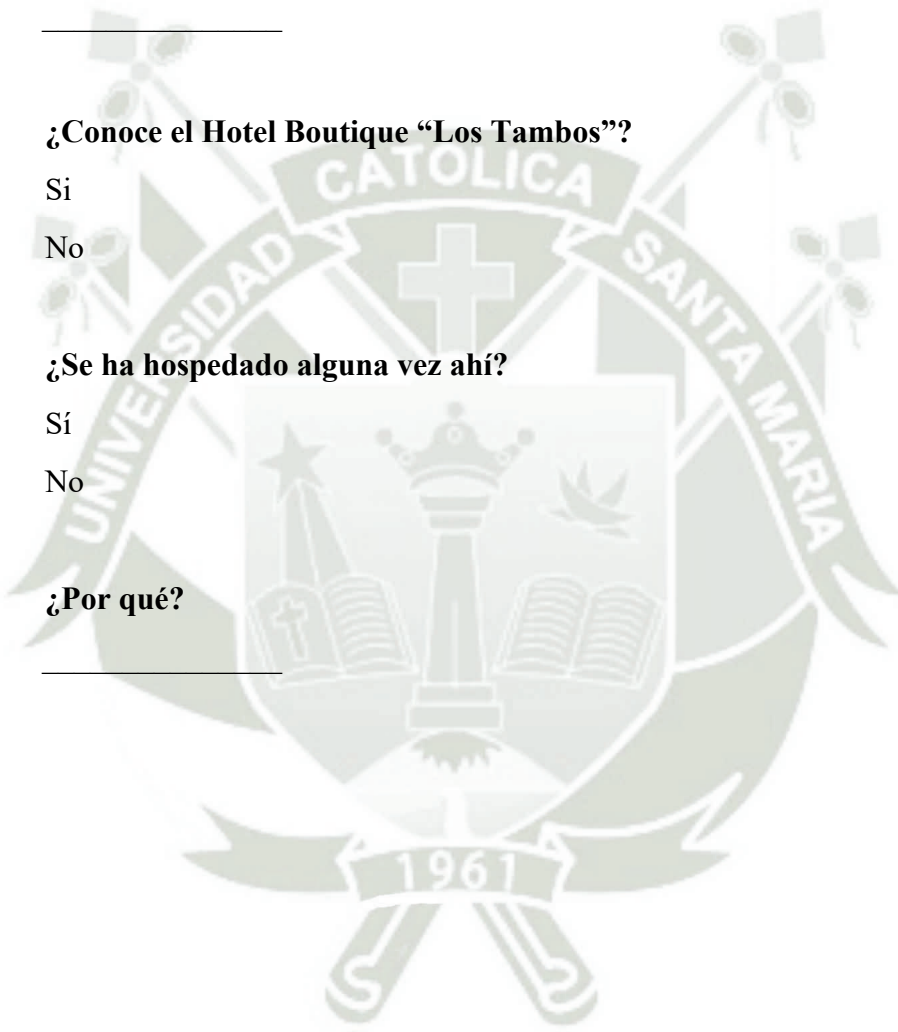 ¿Conoce el Hotel Boutique “Los Tambos”?
Si
No
¿Se ha hospedado alguna vez ahí?
Sí
No
¿Por qué?
UNIVERSIDAD CATOLICA SANTA MARIA
1961